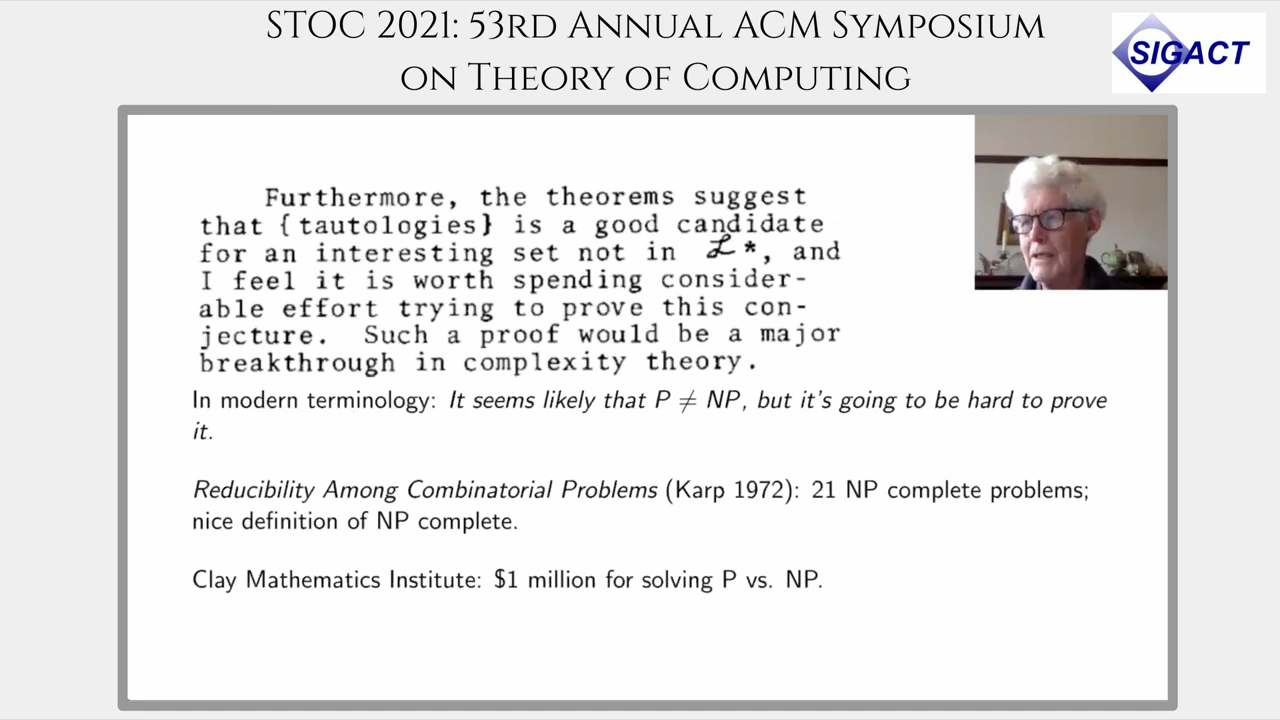 STOC 2021: 53RD ANNUAL ACM SYMPOSIUM
ON THEORY OF COMPUTING
SIGACT
Furthermore, the theorems suggest
that {tautologies} is a good candidate
for an interesting set not in ℒ*, and
I feel it is worth spending consider-
able effort trying to prove this con-
jecture. Such a proof would be a major
breakthrough in complexity theory.
In modern terminology: It seems likely that P ≠ NP, but it's going to be hard to prove
it.
Reducibility Among Combinatorial Problems (Karp 1972): 21 NP complete problems;
nice definition of NP complete.
Clay Mathematics Institute: $1 million for solving P vs. NP.